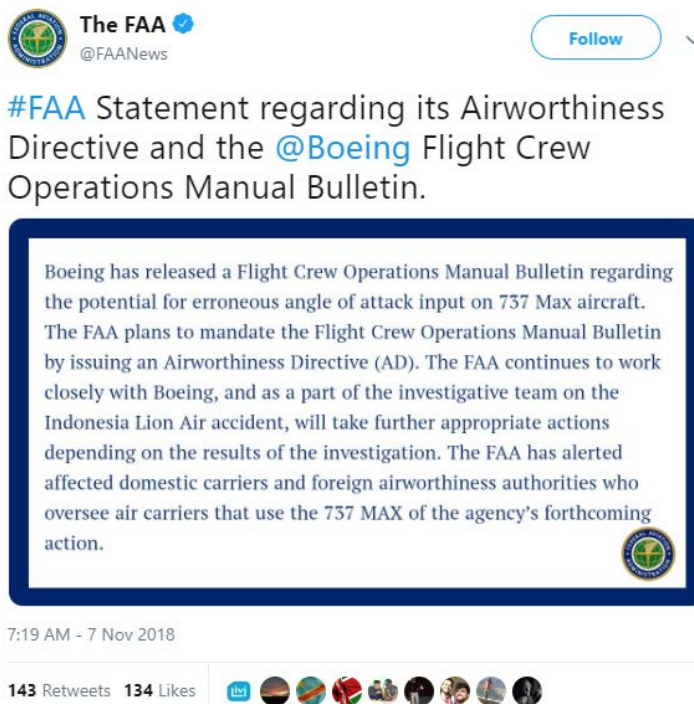 The FAA
@FAANews
Follow
#FAA Statement regarding its Airworthiness
Directive and the @Boeing Flight Crew
Operations Manual Bulletin.
Boeing has released a Flight Crew Operations Manual Bulletin regarding
the potential for erroneous angle of attack input on 737 Max aircraft.
The FAA plans to mandate the Flight Crew Operations Manual Bulletin
by issuing an Airworthiness Directive (AD). The FAA continues to work
closely with Boeing, and as a part of the investigative team on the
Indonesia Lion Air accident, will take further appropriate actions
depending on the results of the investigation. The FAA has alerted
affected domestic carriers and foreign airworthiness authorities who
oversee air carriers that use the 737 MAX of the agency’s forthcoming
action.
7:19 AM - 7 Nov 2018
143 Retweets 134 Likes